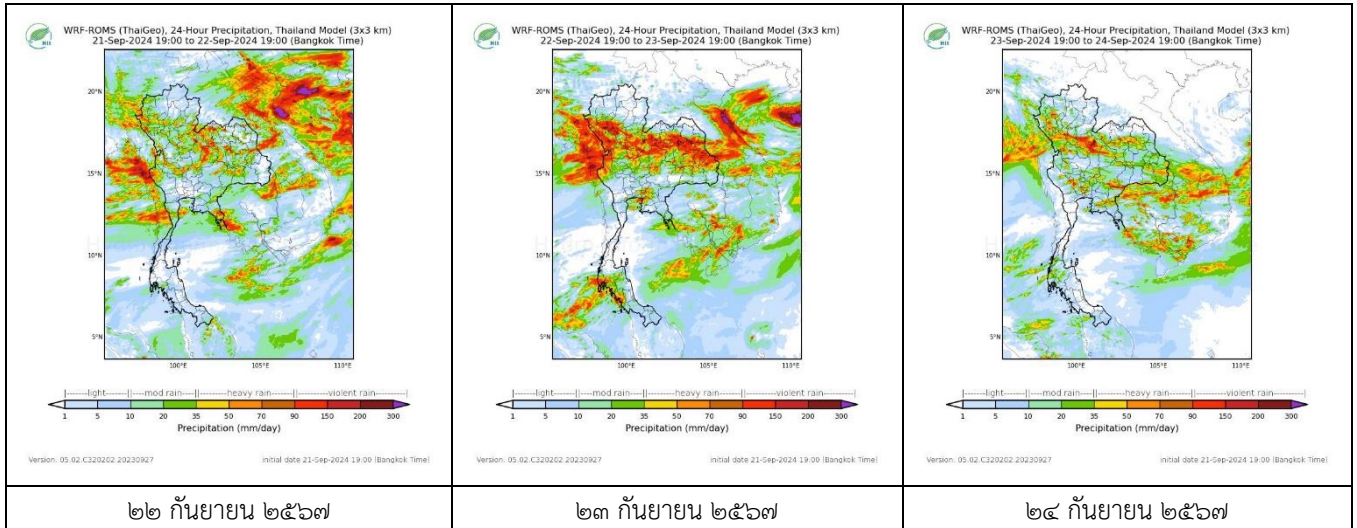 WRF-ROMS (ThaiGeo), 24-Hour Precipitation, Thailand Model (3x3 km)
21-Sep-2024 19:00 to 22-Sep-2024 19:00 (Bangkok Time)
20°N
15°N
10°N
5°N
100°E 105°E 110°E
light mod rain heavy rain violent rain
1 5 10 20 35 50 70 90 150 200 300
Precipitation (mm/day)
Version: 05.02.C320202.20230927 initial date 21-Sep-2024 19:00 (Bangkok Time)
๒๒ กันยายน ๒๕๖๗
WRF-ROMS (ThaiGeo), 24-Hour Precipitation, Thailand Model (3x3 km)
22-Sep-2024 19:00 to 23-Sep-2024 19:00 (Bangkok Time)
20°N
15°N
10°N
5°N
100°E 105°E 110°E
light mod rain heavy rain violent rain
1 5 10 20 35 50 70 90 150 200 300
Precipitation (mm/day)
Version: 05.02.C320202.20230927 initial date 21-Sep-2024 19:00 (Bangkok Time)
๒๓ กันยายน ๒๕๖๗
WRF-ROMS (ThaiGeo), 24-Hour Precipitation, Thailand Model (3x3 km)
23-Sep-2024 19:00 to 24-Sep-2024 19:00 (Bangkok Time)
20°N
15°N
10°N
5°N
100°E 105°E 110°E
light mod rain heavy rain violent rain
1 5 10 20 35 50 70 90 150 200 300
Precipitation (mm/day)
Version: 05.02.C320202.20230927 initial date 21-Sep-2024 19:00 (Bangkok Time)
๒๔ กันยายน ๒๕๖๗